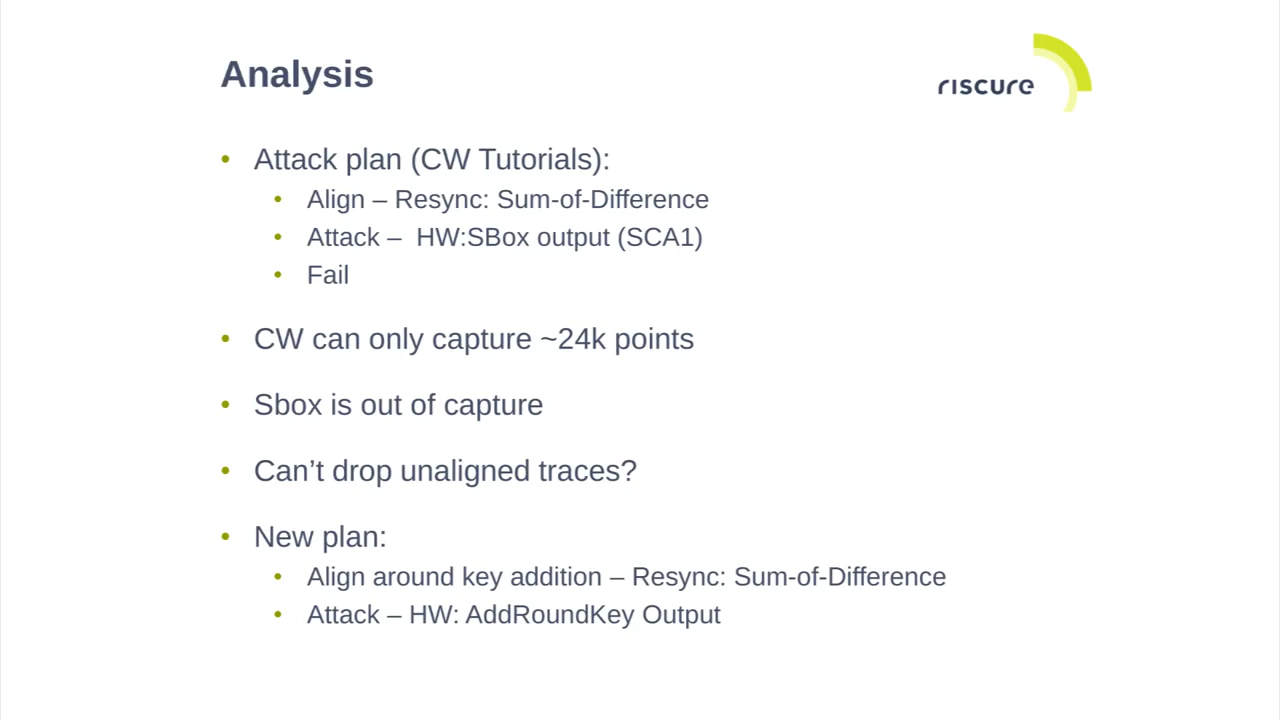 Analysis
riscure
• Attack plan (CW Tutorials):
• Align – Resync: Sum-of-Difference
• Attack –  HW:SBox output (SCA1)
• Fail
• CW can only capture ~24k points
• Sbox is out of capture
• Can’t drop unaligned traces?
• New plan:
• Align around key addition – Resync: Sum-of-Difference
• Attack – HW: AddRoundKey Output